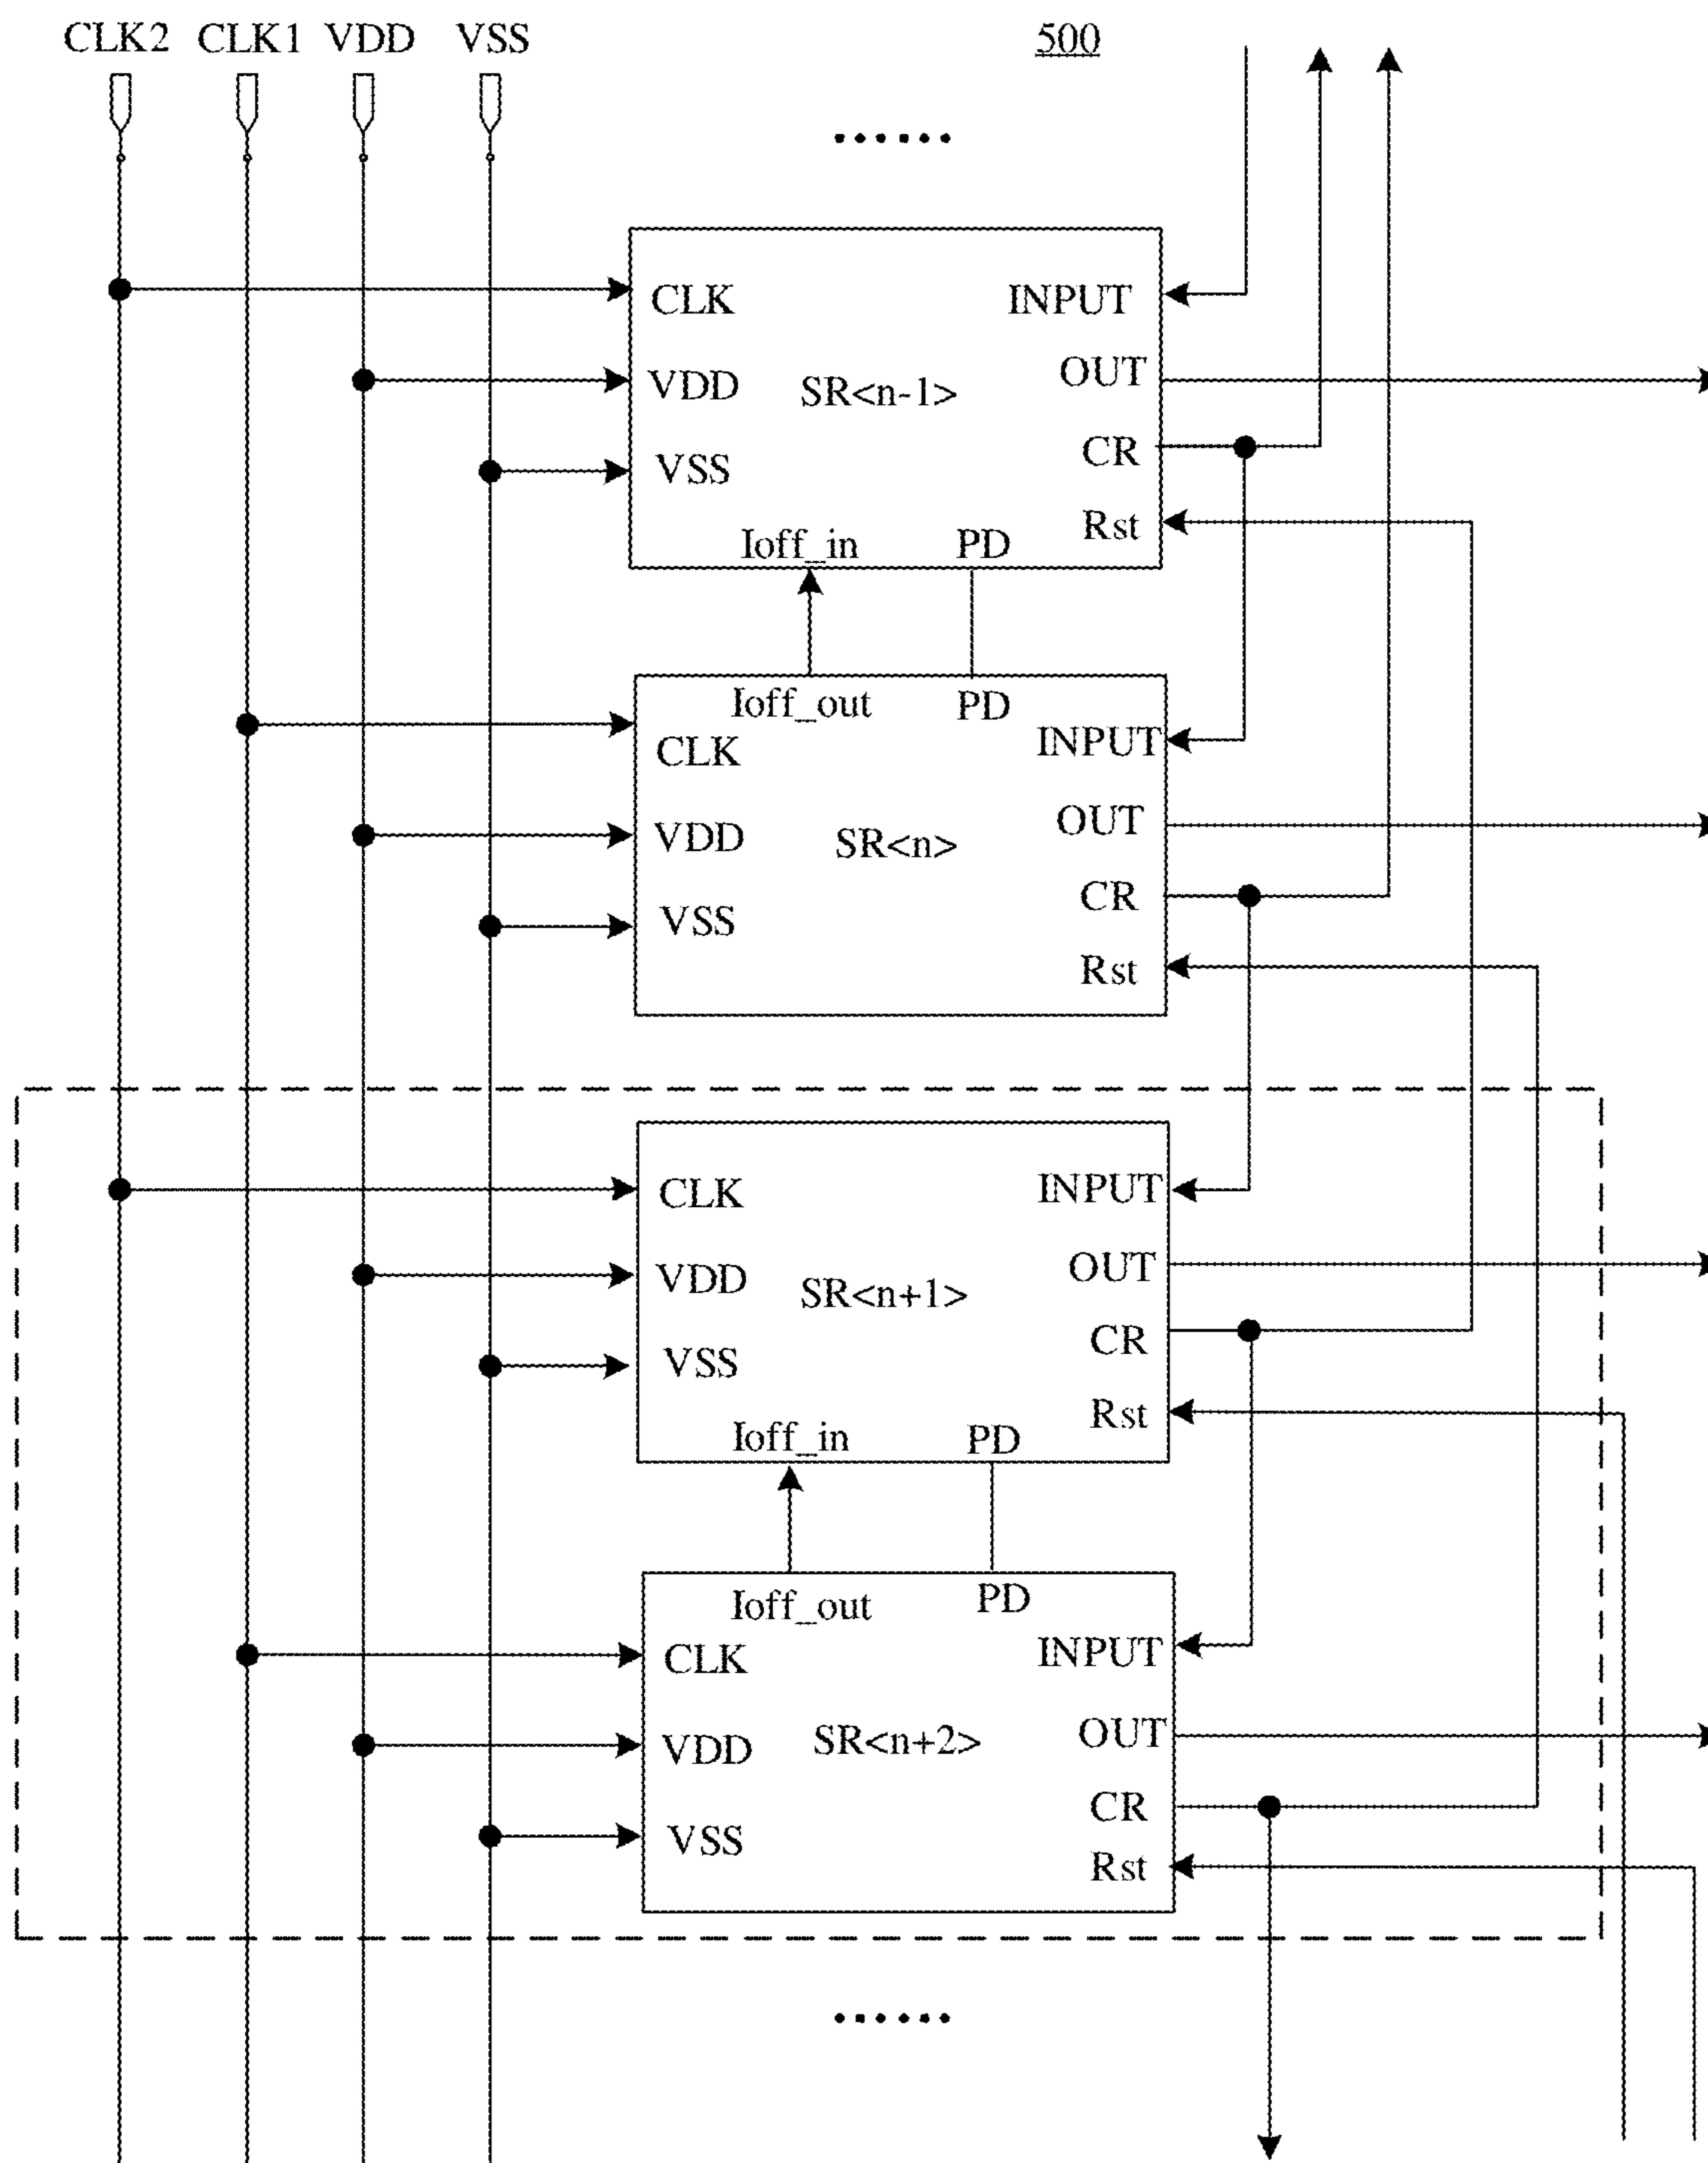 CLK2 CLK1 VDD VSS 500
......
CLK INPUT
VDD SR<n-1> OUT
VSS CR
Rst
Ioff_in PD
Ioff_out PD
CLK INPUT
VDD SR<n> OUT
VSS CR
Rst
CLK INPUT
VDD SR<n+1> OUT
VSS CR
Rst
Ioff_in PD
Ioff_out PD
CLK INPUT
VDD SR<n+2> OUT
VSS CR
Rst
......